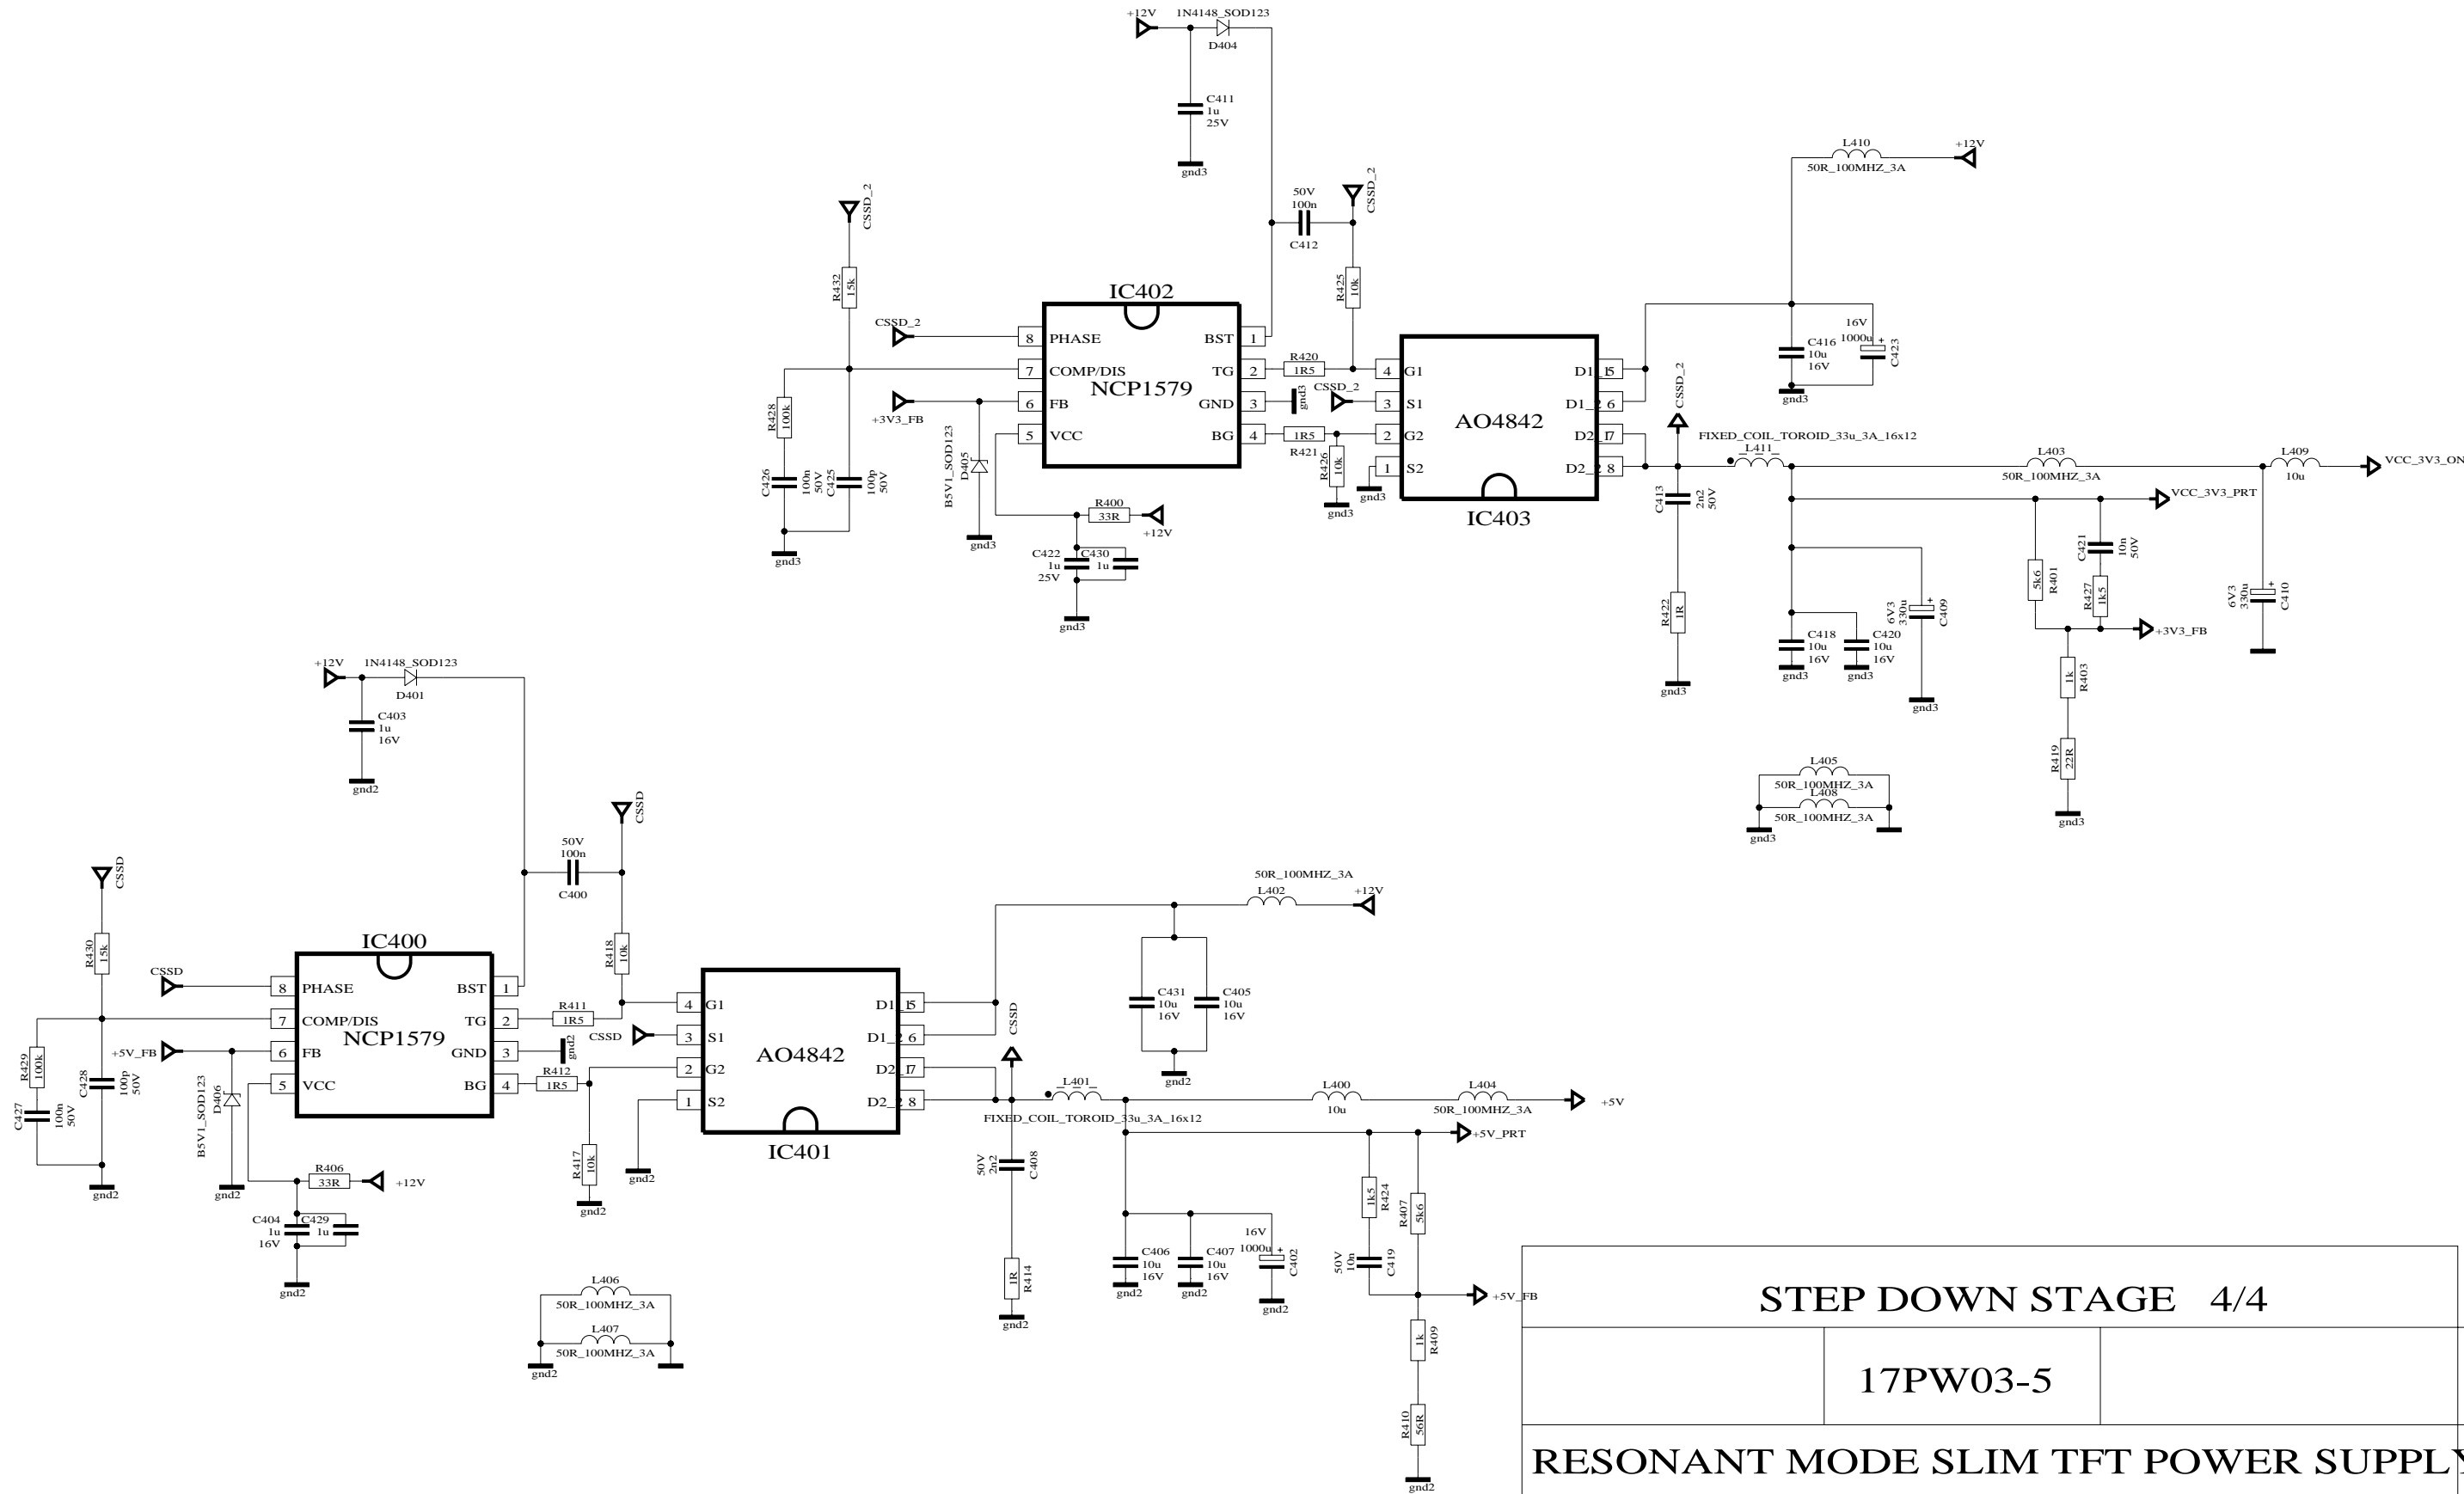 +12V
1N4148_SOD123
D404
C411
1u
25V
gnd3
L410
50R_100MHZ_3A
+12V
CSSD_2
R432
15k
50V
100n
C412
CSSD_2
R425
10k
IC402
CSSD_2
8 PHASE
BST 1
7 COMP/DIS
TG 2
NCP1579
6 FB
GND 3
5 VCC
BG 4
+3V3_FB
R420
1R5
gnd3
CSSD_2
1R5
R421
R426
10k
gnd3
gnd3
4 G1
3 S1
2 G2
1 S2
AO4842
D1_15
D1_2 6
D2_17
D2_2 8
IC403
16V
1000u
+
C423
C416
10u
16V
gnd3
CSSD_2
R428
100k
C426
100n
50V
C425
100p
50V
gnd3
B5V1_SOD123
D405
gnd3
R400
33R
+12V
C422
1u
25V
C430
1u
gnd3
FIXED_COIL_TOROID_33u_3A_16x12
L411
L403
50R_100MHZ_3A
L409
10u
VCC_3V3_ON
VCC_3V3_PRT
C413
2n2
50V
R422
1R
gnd3
C418
10u
16V
gnd3
C420
10u
16V
gnd3
6V3
330u
+
C409
gnd3
5k6
R401
C421
10n
50V
R427
1k5
+3V3_FB
1k
R403
R419
22R
gnd3
6V3
330u
+
C410
L405
50R_100MHZ_3A
L408
50R_100MHZ_3A
gnd3
+12V
1N4148_SOD123
D401
C403
1u
16V
gnd2
CSSD
50V
100n
C400
CSSD
R430
15k
R418
10k
IC400
CSSD
8 PHASE
BST 1
7 COMP/DIS
TG 2
NCP1579
6 FB
GND 3
5 VCC
BG 4
+5V_FB
R411
1R5
gnd2
CSSD
R412
1R5
R417
10k
gnd2
gnd2
4 G1
3 S1
2 G2
1 S2
AO4842
D1_15
D1_2 6
D2_17
D2_2 8
IC401
50R_100MHZ_3A
L402
+12V
C431
10u
16V
C405
10u
16V
gnd2
CSSD
R429
100k
C427
100n
50V
C428
100p
50V
gnd2
B5V1_SOD123
D406
gnd2
R406
33R
+12V
C404
1u
16V
C429
1u
gnd2
L401
FIXED_COIL_TOROID_33u_3A_16x12
L400
10u
L404
50R_100MHZ_3A
+5V
+5V_PRT
50V
2n2
C408
1R
R414
gnd2
C406
10u
16V
gnd2
C407
10u
16V
gnd2
16V
1000u
+
C402
gnd2
1k5
R424
R407
5k6
50V
10n
C419
+5V_FB
1k
R409
R410
56R
gnd2
L406
50R_100MHZ_3A
L407
50R_100MHZ_3A
gnd2
STEP DOWN STAGE 4/4
17PW03-5
RESONANT MODE SLIM TFT POWER SUPPLY